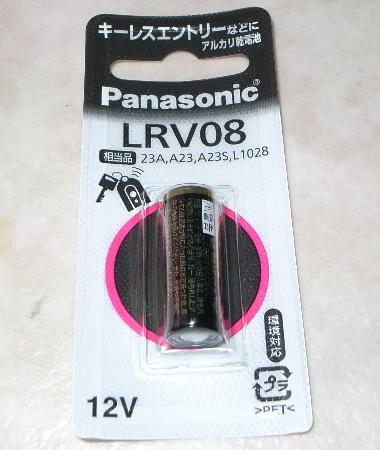 キーレスエントリーなどに
アルカリ乾電池
Panasonic®
LRV08
相当品 23A,A23,A23S,L1028
環境対応
12V
プラ
>PET<